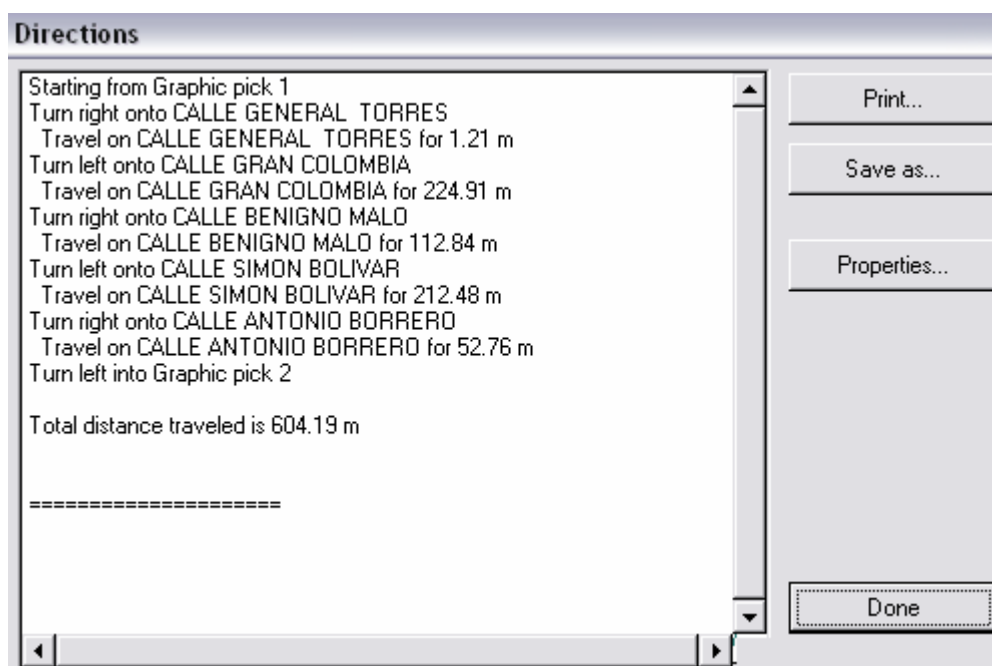 Directions
Starting from Graphic pick 1
Turn right onto CALLE GENERAL  TORRES
  Travel on CALLE GENERAL  TORRES for 1.21 m
Turn left onto CALLE GRAN COLOMBIA
  Travel on CALLE GRAN COLOMBIA for 224.91 m
Turn right onto CALLE BENIGNO MALO
  Travel on CALLE BENIGNO MALO for 112.84 m
Turn left onto CALLE SIMON BOLIVAR
  Travel on CALLE SIMON BOLIVAR for 212.48 m
Turn right onto CALLE ANTONIO BORRERO
  Travel on CALLE ANTONIO BORRERO for 52.76 m
Turn left into Graphic pick 2
Total distance traveled is 604.19 m
=====================
Print...
Save as...
Properties...
Done